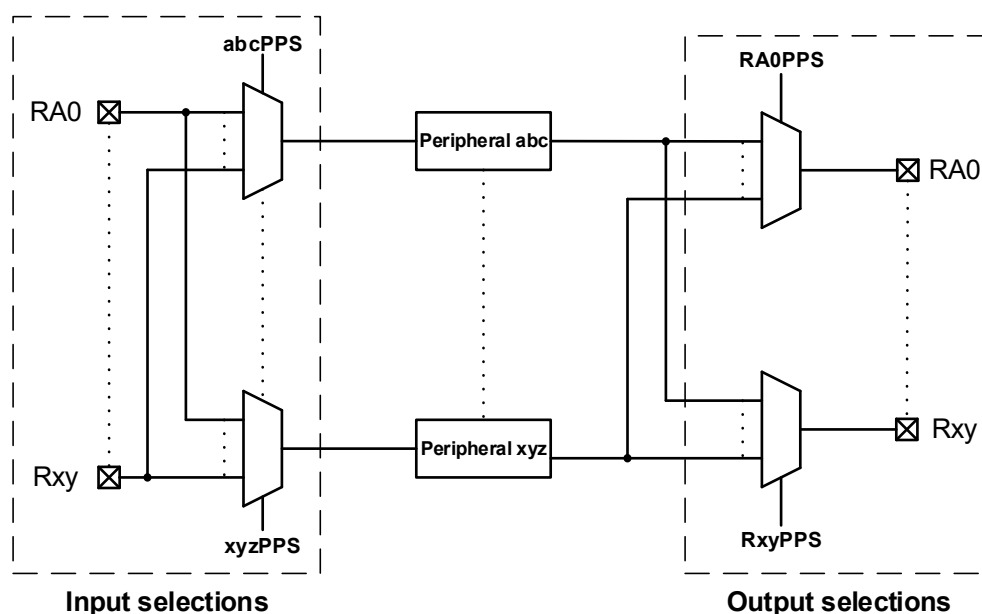 abcPPS
RA0PPS
RA0
Peripheral abc
RA0
Rxy
Peripheral xyz
Rxy
xyzPPS
RxyPPS
Input selections
Output selections